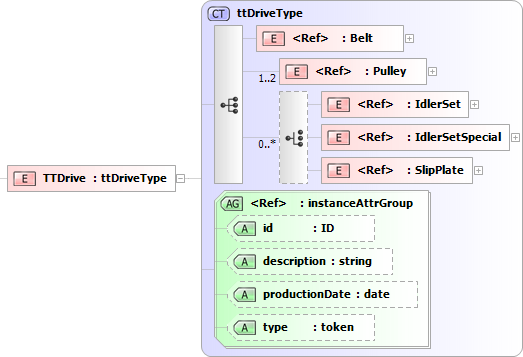 CT ttDriveType
E <Ref> : Belt
1..2 E <Ref> : Pulley
E <Ref> : IdlerSet
0..* E <Ref> : IdlerSetSpecial
E <Ref> : SlipPlate
E TTDrive : ttDriveType
AG <Ref> : instanceAttrGroup
A id : ID
A description : string
A productionDate : date
A type : token